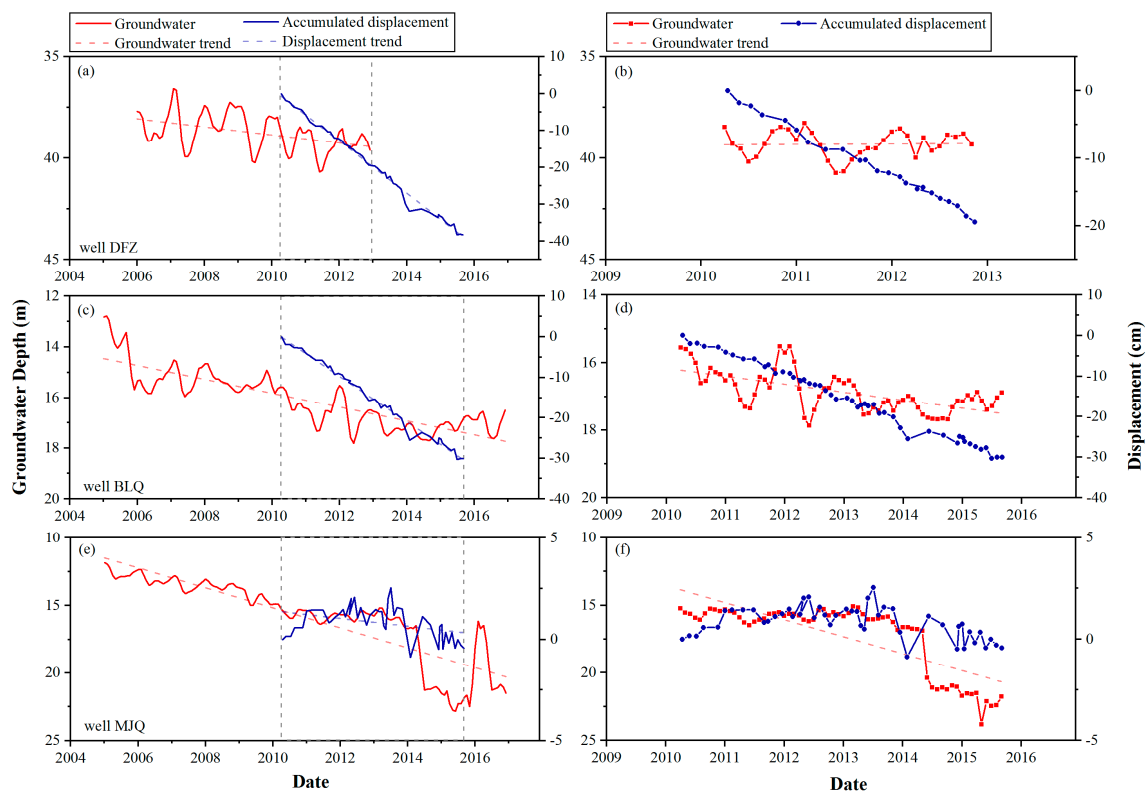 Groundwater Accumulated displacement
Groundwater trend Displacement trend
Groundwater Accumulated displacement
Groundwater trend
Groundwater Depth (m)
(a)
well DFZ
35
40
45
10
0
-10
-20
-30
-40
2004 2006 2008 2010 2012 2014 2016
(b)
35
40
45
0
-10
-20
2009 2010 2011 2012 2013
(c)
well BLQ
12
14
16
18
20
10
0
-10
-20
-30
-40
2004 2006 2008 2010 2012 2014 2016
(d)
14
16
18
20
10
0
-10
-20
-30
-40
2009 2010 2011 2012 2013 2014 2015 2016
Displacement (cm)
(e)
well MJQ
10
15
20
25
5
0
-5
2004 2006 2008 2010 2012 2014 2016
Date
(f)
10
15
20
25
5
0
-5
2009 2010 2011 2012 2013 2014 2015 2016
Date